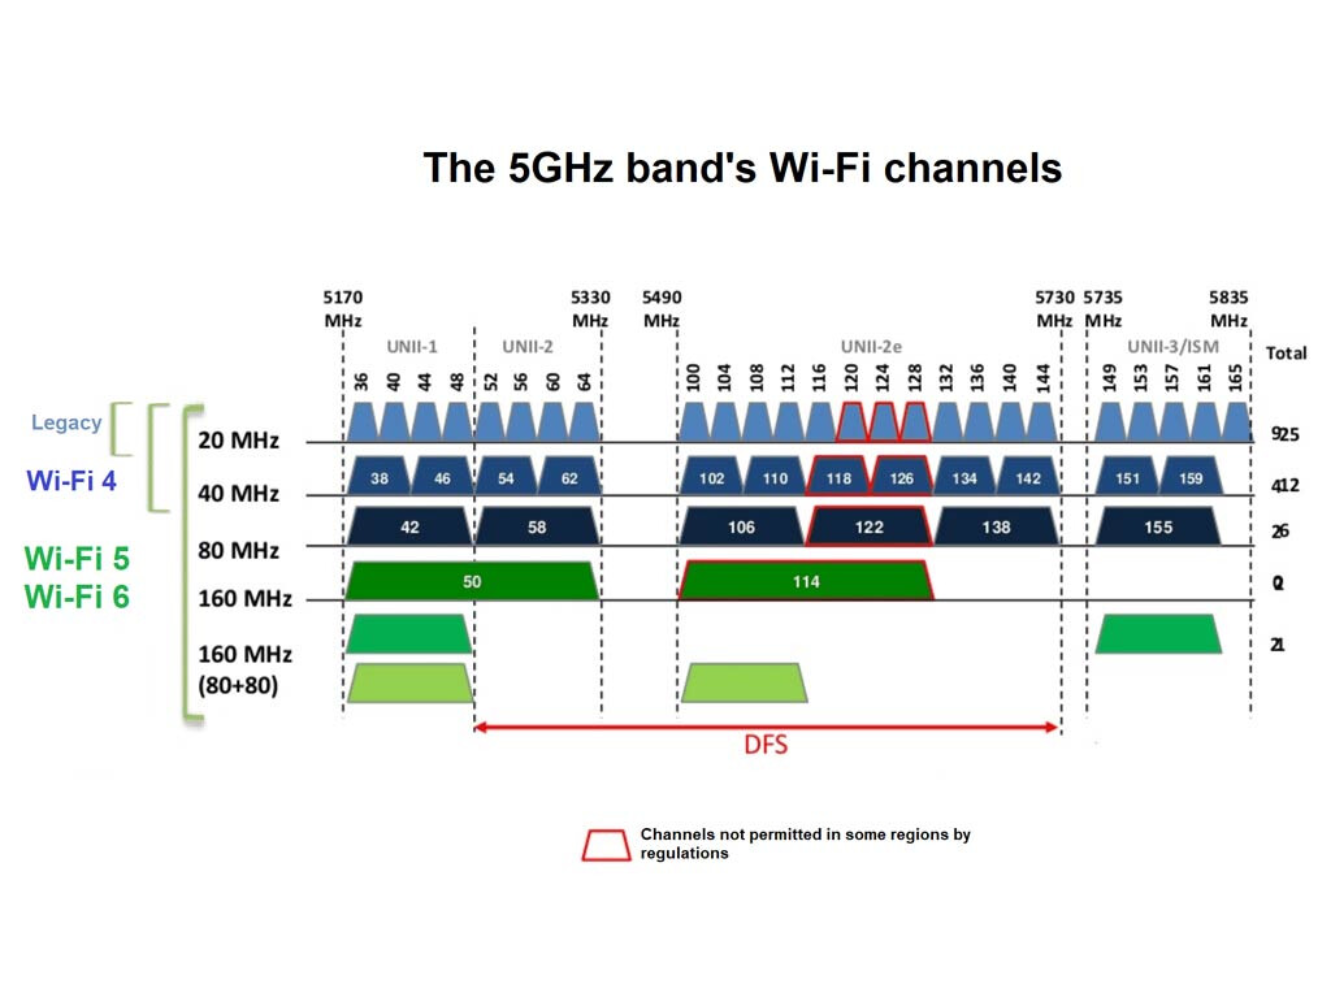 The 5GHz band's Wi-Fi channels
5170 MHz
5330 MHz
5490 MHz
5730 MHz
5735 MHz
5835 MHz
UNII-1
UNII-2
UNII-2e
UNII-3/ISM
Total
36 40 44 48 52 56 60 64 100 104 108 112 116 120 124 128 132 136 140 144 149 153 157 161 165
Legacy
20 MHz
Wi-Fi 4
38 46 54 62 102 110 118 126 134 142 151 159
40 MHz
42 58 106 122 138 155
80 MHz
Wi-Fi 5
Wi-Fi 6
50 114
160 MHz
160 MHz
(80+80)
DFS
Channels not permitted in some regions by
regulations